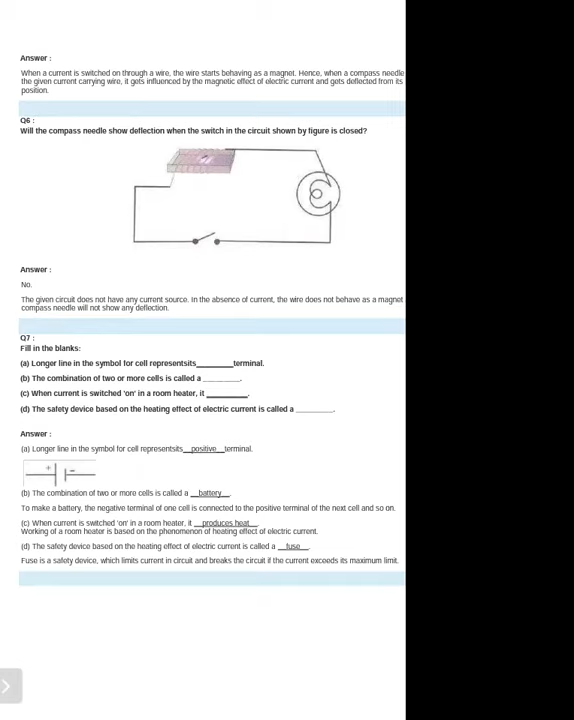 Answer :
When a current is switched on through a wire, the wire starts behaving as a magnet. Hence, when a compass needle
the given current carrying wire, it gets influenced by the magnetic effect of electric current and gets deflected from its
position.
Q6 :
Will the compass needle show deflection when the switch in the circuit shown by figure is closed?
Answer :
No.
The given circuit does not have any current source. In the absence of current, the wire does not behave as a magnet
compass needle will not show any deflection.
Q7 :
Fill in the blanks:
(a) Longer line in the symbol for cell representsits_________terminal.
(b) The combination of two or more cells is called a _________.
(c) When current is switched 'on' in a room heater, it __________.
(d) The safety device based on the heating effect of electric current is called a _________.
Answer :
(a) Longer line in the symbol for cell representsits__positive__terminal.
+ −
(b) The combination of two or more cells is called a __battery__.
To make a battery, the negative terminal of one cell is connected to the positive terminal of the next cell and so on.
(c) When current is switched 'on' in a room heater, it __produces heat__.
Working of a room heater is based on the phenomenon of heating effect of electric current.
(d) The safety device based on the heating effect of electric current is called a __fuse__.
Fuse is a safety device, which limits current in circuit and breaks the circuit if the current exceeds its maximum limit.